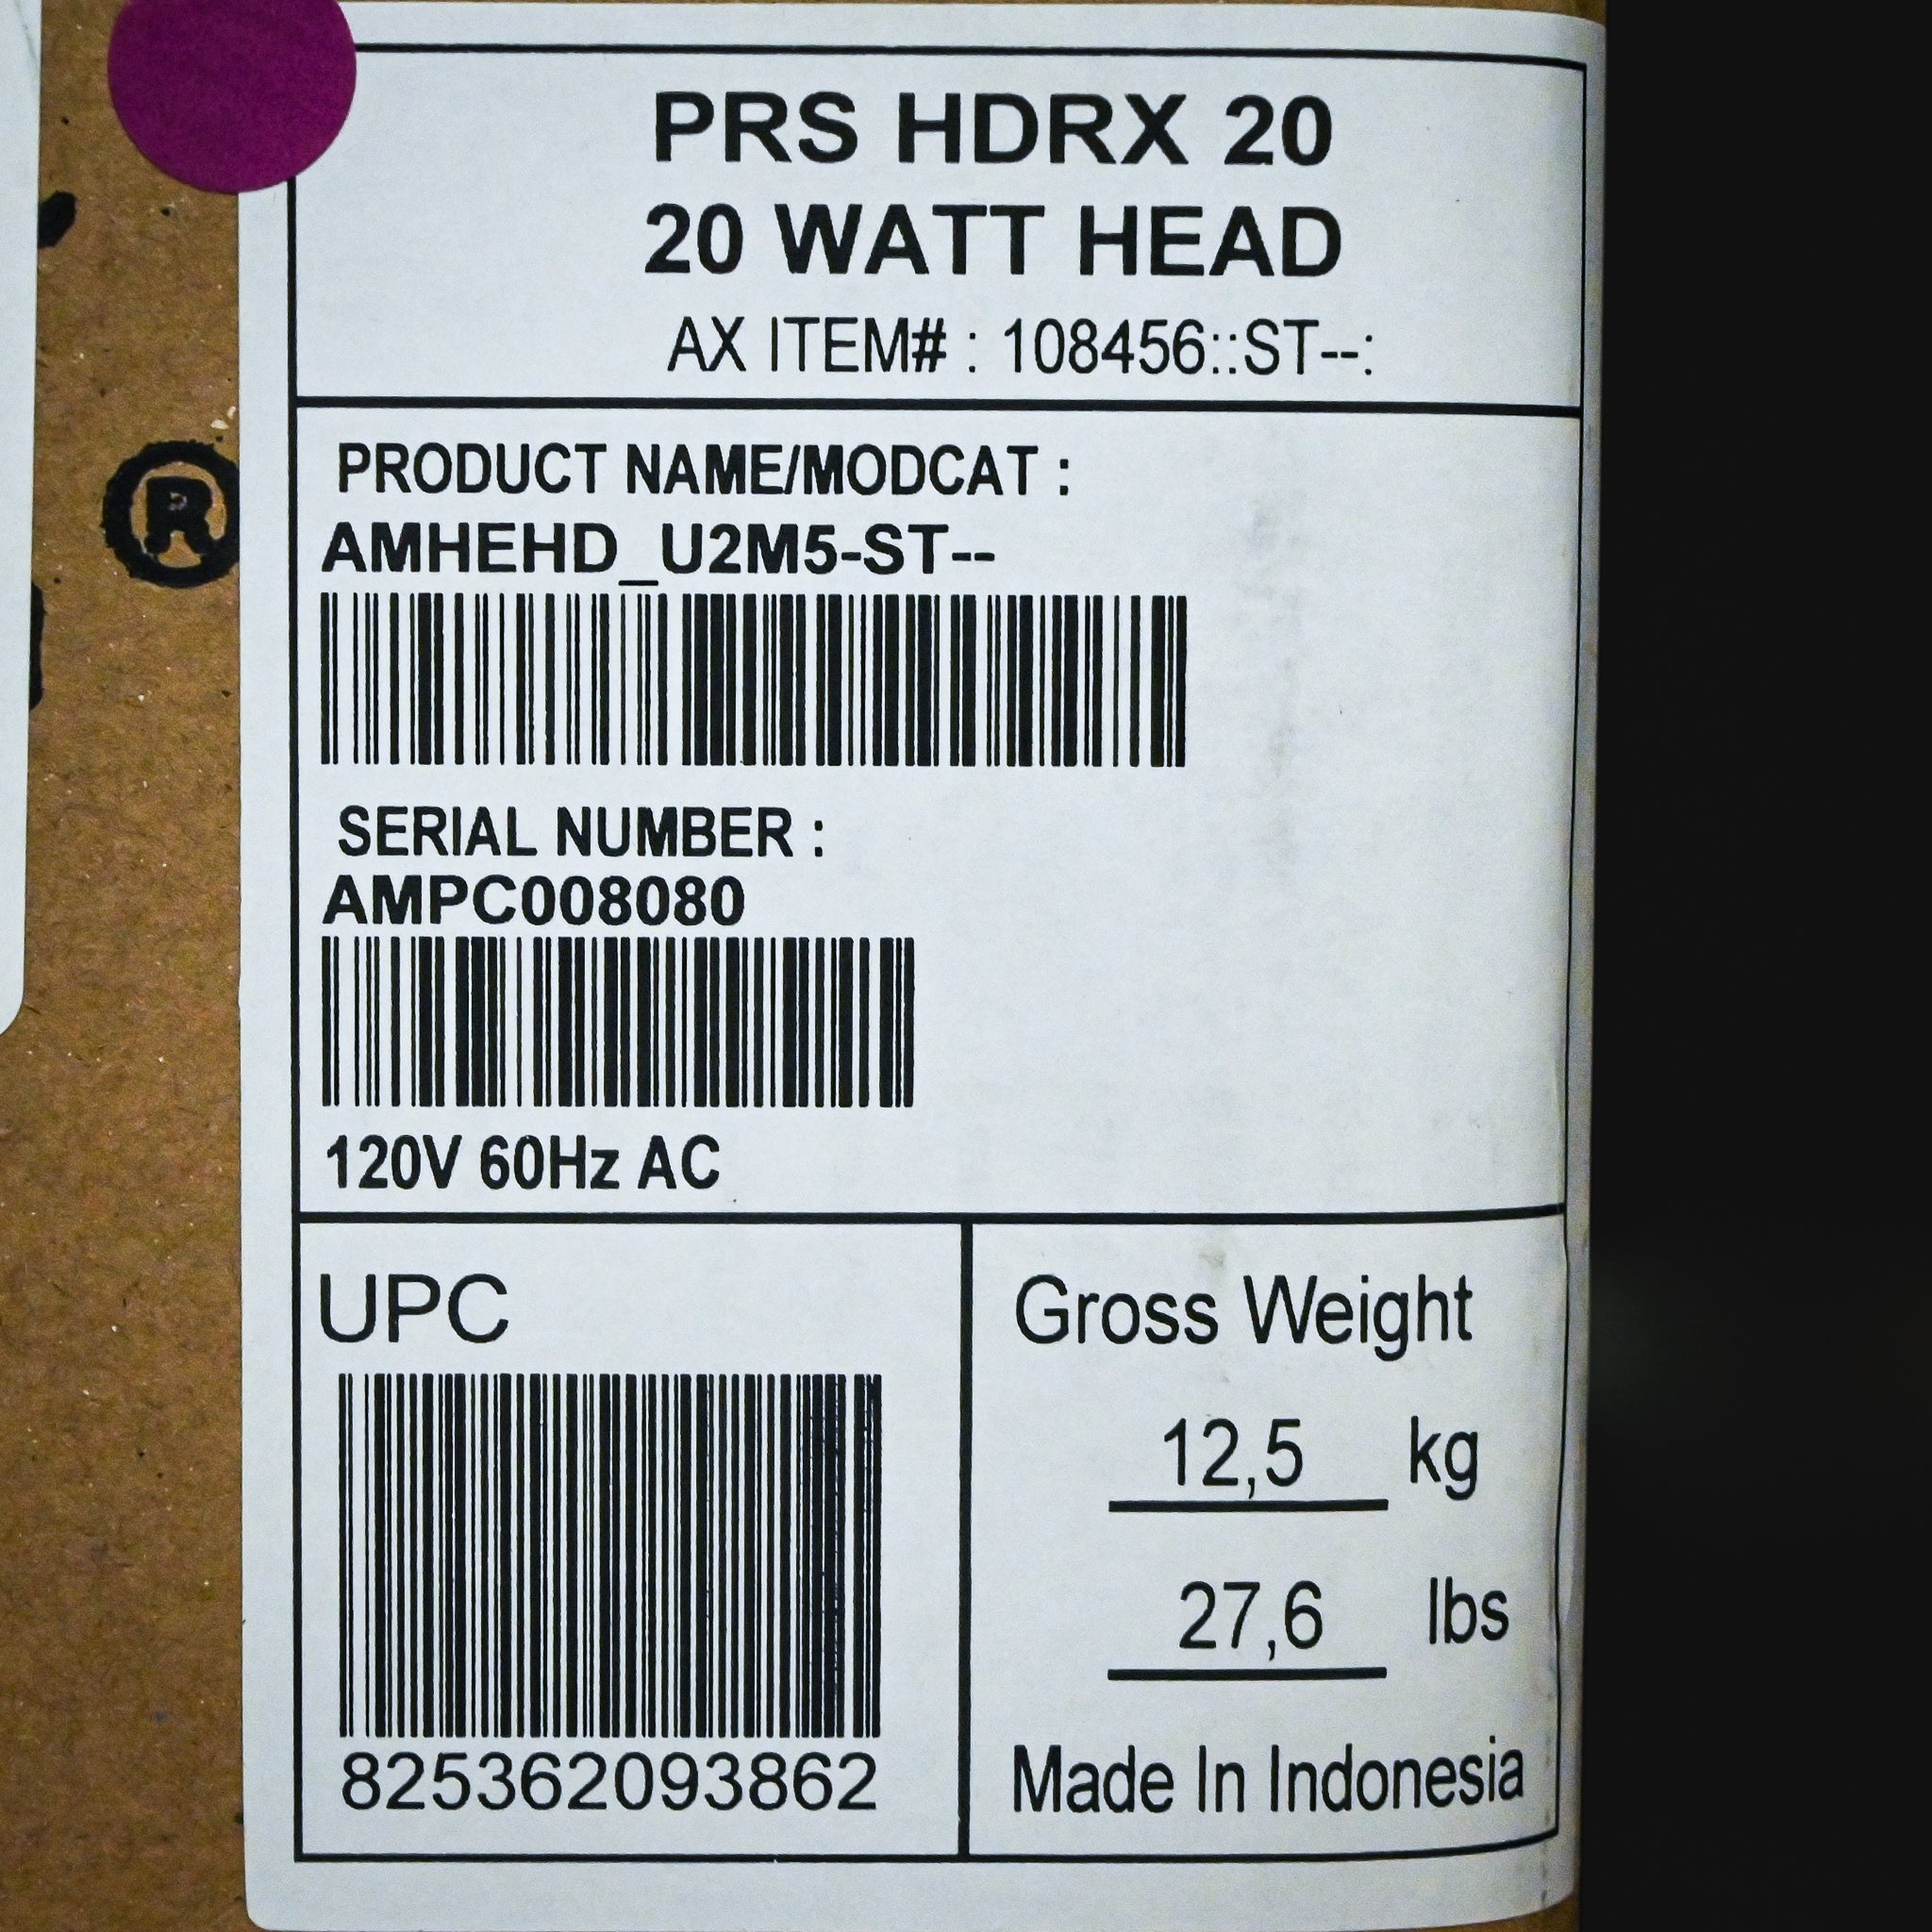 PRS HDRX 20
20 WATT HEAD
AX ITEM# : 108456::ST--:
®
PRODUCT NAME/MODCAT :
AMHEHD_U2M5-ST--
SERIAL NUMBER :
AMPC008080
120V 60Hz AC
UPC
825362093862
Gross Weight
12,5 kg
27,6 lbs
Made In Indonesia